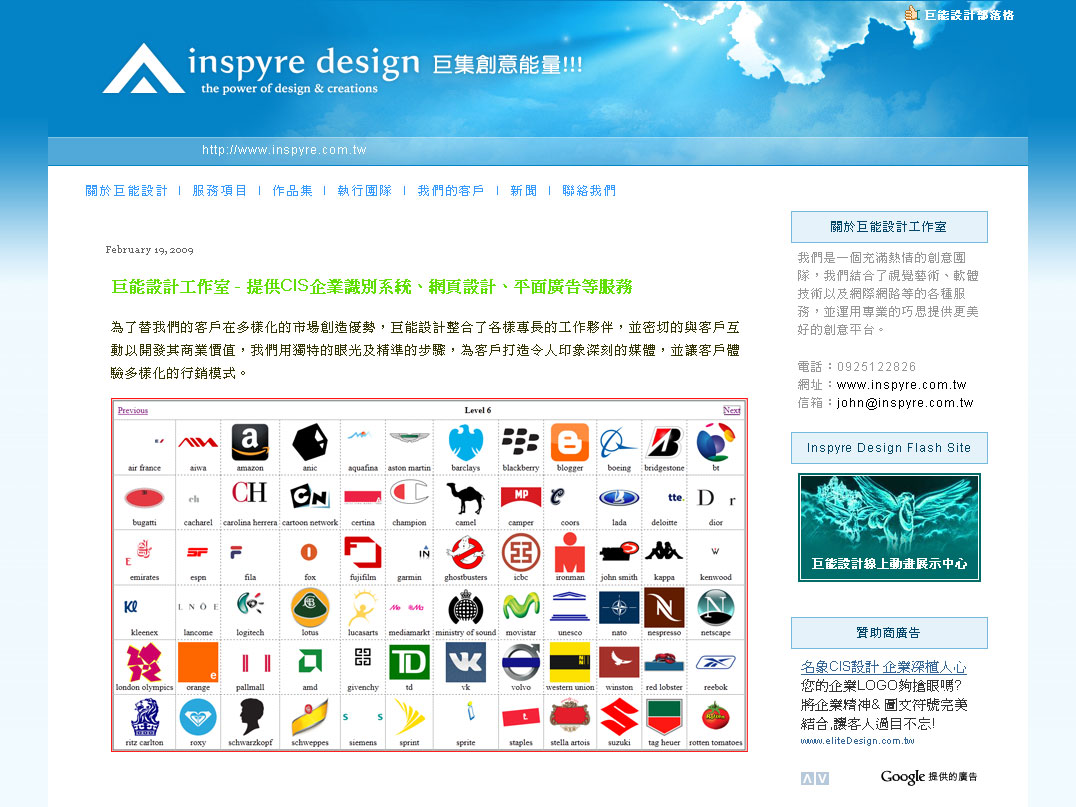 巨能設計部落格
inspyre design 巨集創意能量!!!
the power of design & creations
http://www.inspyre.com.tw
關於巨能設計 | 服務項目 | 作品集 | 執行團隊 | 我們的客戶 | 新聞 | 聯絡我們
February 19, 2009
巨能設計工作室 - 提供CIS企業識別系統、網頁設計、平面廣告等服務
為了替我們的客戶在多樣化的市場創造優勢，巨能設計整合了各樣專長的工作夥伴，並密切的與客戶互
動以開發其商業價值，我們用獨特的眼光及精準的步驟，為客戶打造令人印象深刻的媒體，並讓客戶體
驗多樣化的行銷模式。
Previous Level 6 Next
a
air france aiwa amazon anic aquafina aston martin barclays blackberry blogger boeing bridgestone bt
ch CH CN C MP C tte. D r
bugatti cacharel carolina herrera cartoon network certina champion camel camper coors lada deloitte dior
E SF F IN W
emirates espn fila fox fujifilm garmin ghostbusters icbc ironman john smith kappa kenwood
Kl L N Ö E N N
kleenex lancome logitech lotus lucasarts mediamarkt ministry of sound movistar unesco nato nespresso netscape
e TD VK
london olympics orange pallmall amd givenchy td vk volvo western union winston red lobster reebok
S S
ritz carlton roxy schwarzkopf schweppes siemens sprint sprite staples stella artois suzuki tag heuer rotten tomatoes
關於巨能設計工作室
我們是一個充滿熱情的創意團
隊，我們結合了視覺藝術、軟體
技術以及網際網路等的各種服
務，並運用專業的巧思提供更美
好的創意平台。
電話：0925122826
網址：www.inspyre.com.tw
信箱：john@inspyre.com.tw
Inspyre Design Flash Site
巨能設計線上動畫展示中心
贊助商廣告
名象CIS設計 企業深植人心
您的企業LOGO夠搶眼嗎?
將企業精神& 圖文符號完美
結合,讓客人過目不忘!
www.eliteDesign.com.tw
Google 提供的廣告